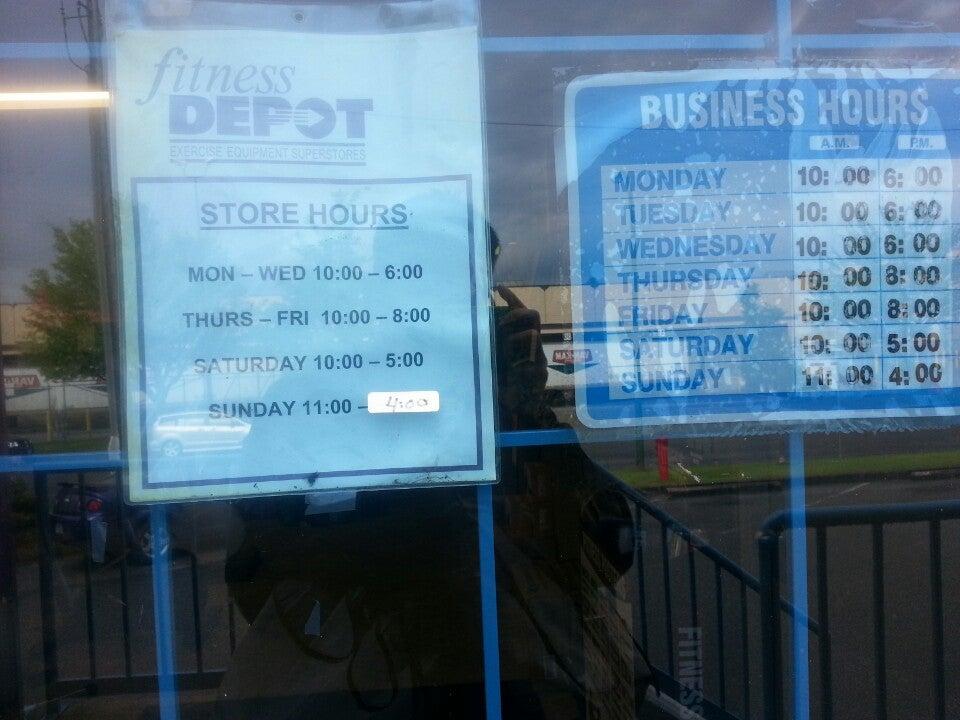 fitness
DEPOT
EXERCISE EQUIPMENT SUPERSTORES
STORE HOURS
MON – WED 10:00 – 6:00
THURS – FRI 10:00 – 8:00
SATURDAY 10:00 – 5:00
SUNDAY 11:00 – 4:00
BUSINESS HOURS
A.M. P.M.
MONDAY 10: 00 6: 00
TUESDAY 10: 00 6: 00
WEDNESDAY 10: 00 6: 00
THURSDAY 10: 00 8: 00
FRIDAY 10: 00 8: 00
SATURDAY 10: 00 5: 00
SUNDAY 11: 00 4: 00
FITNESS